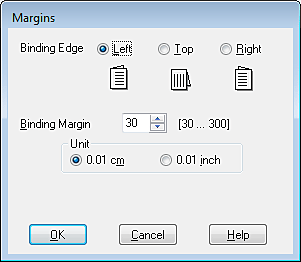 Margins
Binding Edge Left Top Right
Binding Margin 30 [30 ... 300]
Unit
0.01 cm 0.01 inch
OK Cancel Help